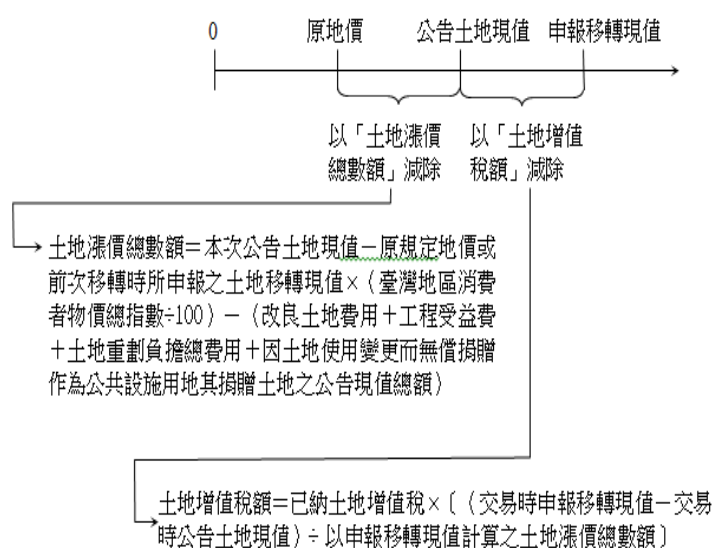 0 原地價 公告土地現值 申報移轉現值
以「土地漲價
總數額」減除
以「土地增值
稅額」減除
土地漲價總數額＝本次公告土地現值－原規定地價或
前次移轉時所申報之土地移轉現值×（臺灣地區消費
者物價總指數÷100）－（改良土地費用＋工程受益費
＋土地重劃負擔總費用＋因土地使用變更而無償捐贈
作為公共設施用地其捐贈土地之公告現值總額）
土地增值稅額＝已納土地增值稅×〔（交易時申報移轉現值－交易
時公告土地現值）÷以申報移轉現值計算之土地漲價總數額〕